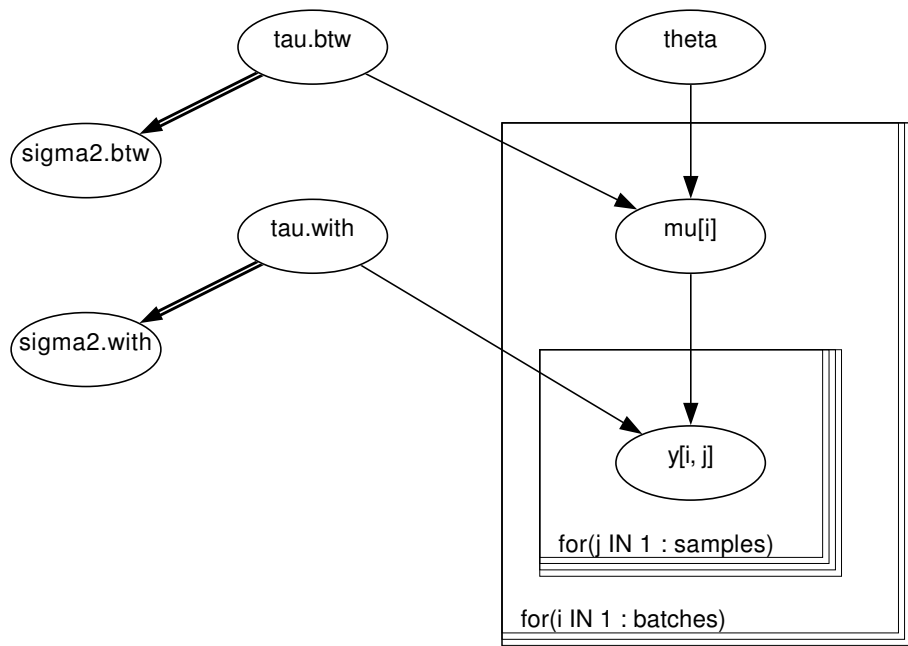 tau.btw
theta
sigma2.btw
tau.with
mu[i]
sigma2.with
y[i, j]
for(j IN 1 : samples)
for(i IN 1 : batches)